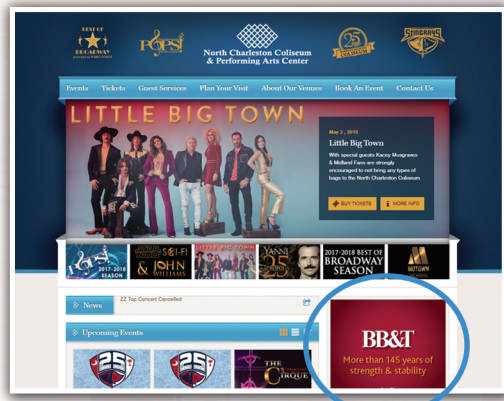 BEST OF
BROADWAY
POPS!
North Charleston Coliseum
& Performing Arts Center
25
COLISEUM
STINGRAYS
Events Tickets Guest Services Plan Your Visit About Our Venues Book An Event Contact Us
LITTLE BIG TOWN
May 3, 2018
Little Big Town
With special guests Kacey Musgraves
& Midland Fans are strongly
encouraged to not bring any types of
bags to the North Charleston Coliseum
BUY TICKETS
MORE INFO
POPS!
2017-2018
SEASON
SCI-FI
& JOHN
WILLIAMS
LITTLE BIG TOWN
YANNI
25
2017-2018 BEST OF
BROADWAY
SEASON
MOTOWN
News
ZZ Top Concert Cancelled
Upcoming Events
25
25
THE
CIRQUE
BB&T
More than 145 years of
strength & stability